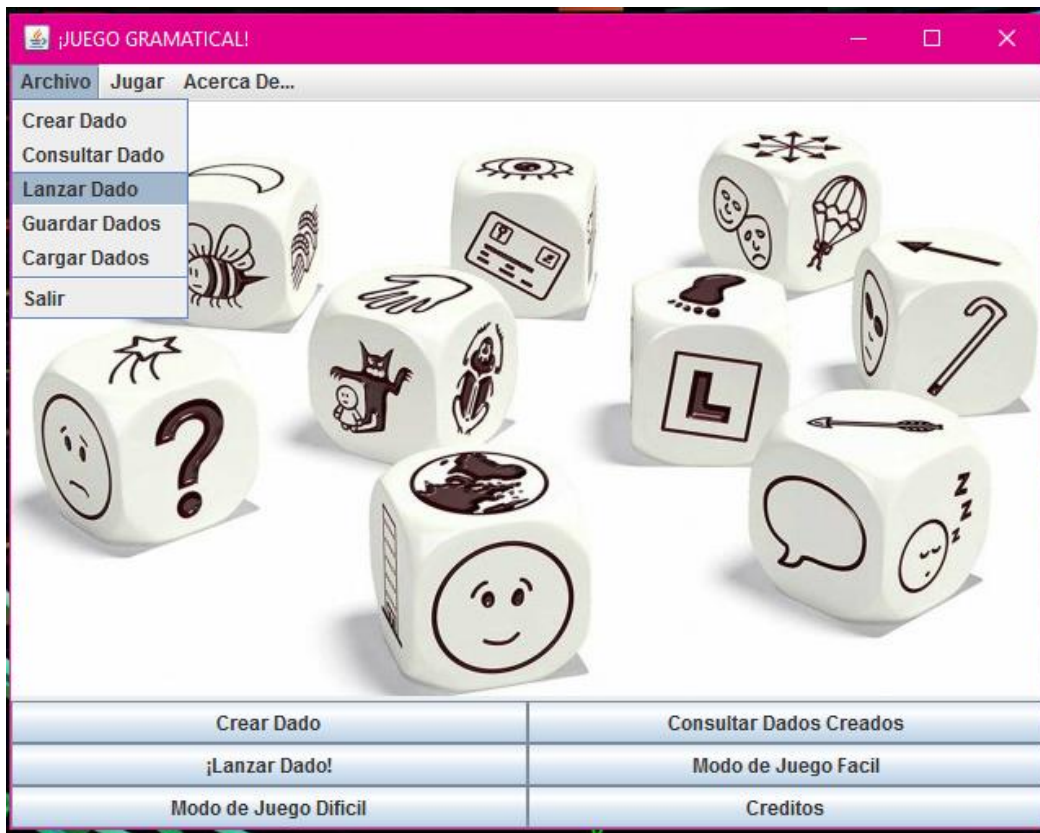 ¡JUEGO GRAMATICAL!
Archivo Jugar Acerca De...
Crear Dado
Consultar Dado
Lanzar Dado
Guardar Dados
Cargar Dados
Salir
?
L
Z
Z
Z
Crear Dado Consultar Dados Creados
¡Lanzar Dado! Modo de Juego Facil
Modo de Juego Dificil Creditos